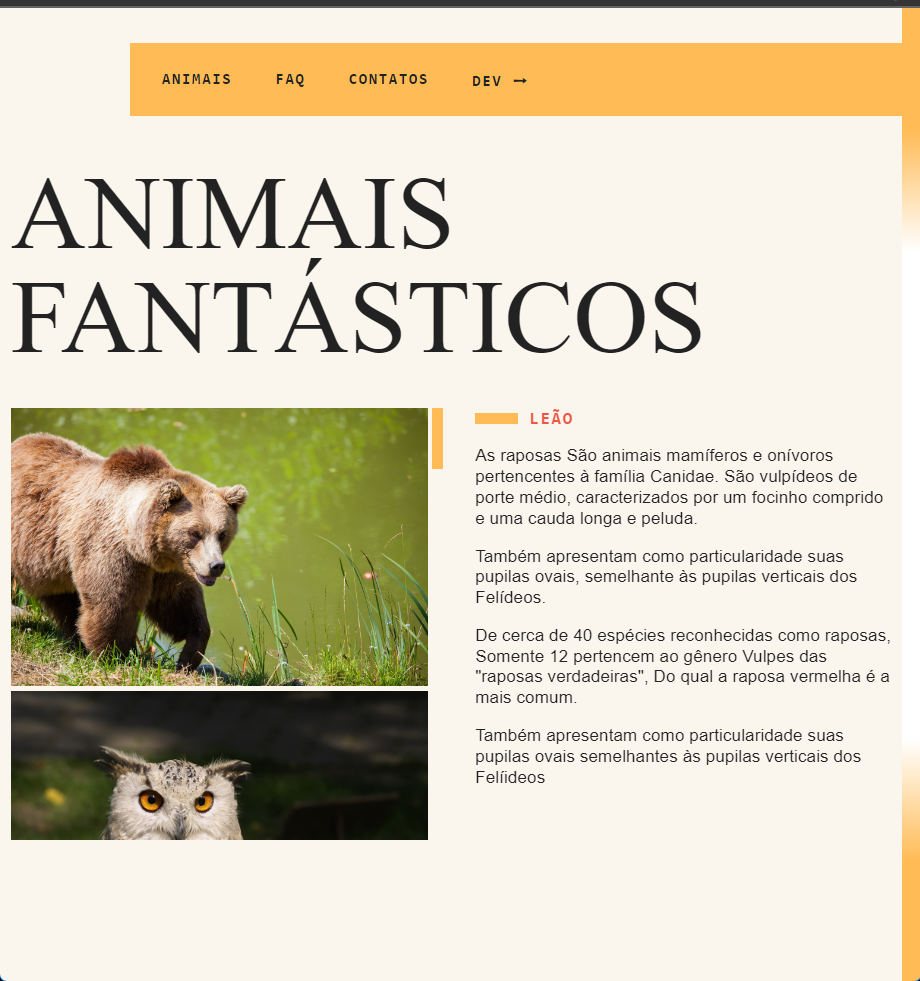 ANIMAIS FAQ CONTATOS DEV →
ANIMAIS
FANTÁSTICOS
LEÃO
As raposas São animais mamíferos e onívoros
pertencentes à família Canidae. São vulpídeos de
porte médio, caracterizados por um focinho comprido
e uma cauda longa e peluda.
Também apresentam como particularidade suas
pupilas ovais, semelhante às pupilas verticais dos
Felídeos.
De cerca de 40 espécies reconhecidas como raposas,
Somente 12 pertencem ao gênero Vulpes das
"raposas verdadeiras", Do qual a raposa vermelha é a
mais comum.
Também apresentam como particularidade suas
pupilas ovais semelhantes às pupilas verticais dos
Felíideos